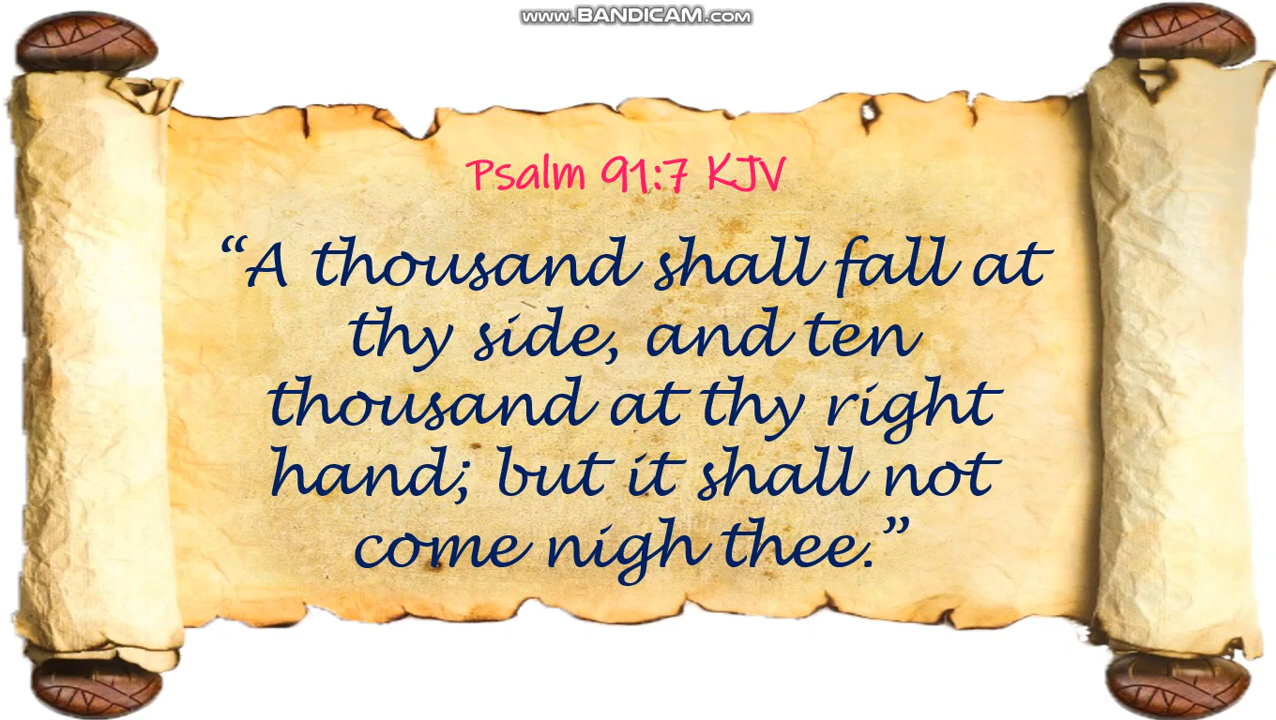 www.BANDICAM.com
Psalm 91:7 KJV
“A thousand shall fall at
thy side, and ten
thousand at thy right
hand; but it shall not
come nigh thee.”